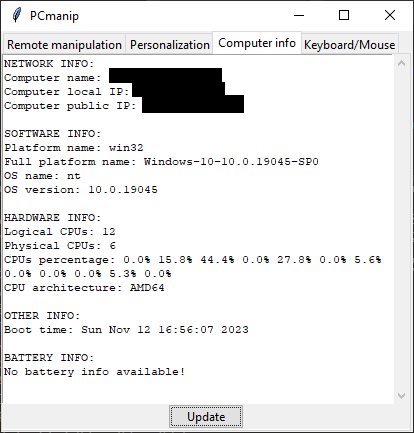 PCmanip
Remote manipulation Personalization Computer info Keyboard/Mouse
NETWORK INFO:
Computer name:
Computer local IP:
Computer public IP:
SOFTWARE INFO:
Platform name: win32
Full platform name: Windows-10-10.0.19045-SP0
OS name: nt
OS version: 10.0.19045
HARDWARE INFO:
Logical CPUs: 12
Physical CPUs: 6
CPUs percentage: 0.0% 15.8% 44.4% 0.0% 27.8% 0.0% 5.6%
0.0% 0.0% 0.0% 5.3% 0.0%
CPU architecture: AMD64
OTHER INFO:
Boot time: Sun Nov 12 16:56:07 2023
BATTERY INFO:
No battery info available!
Update